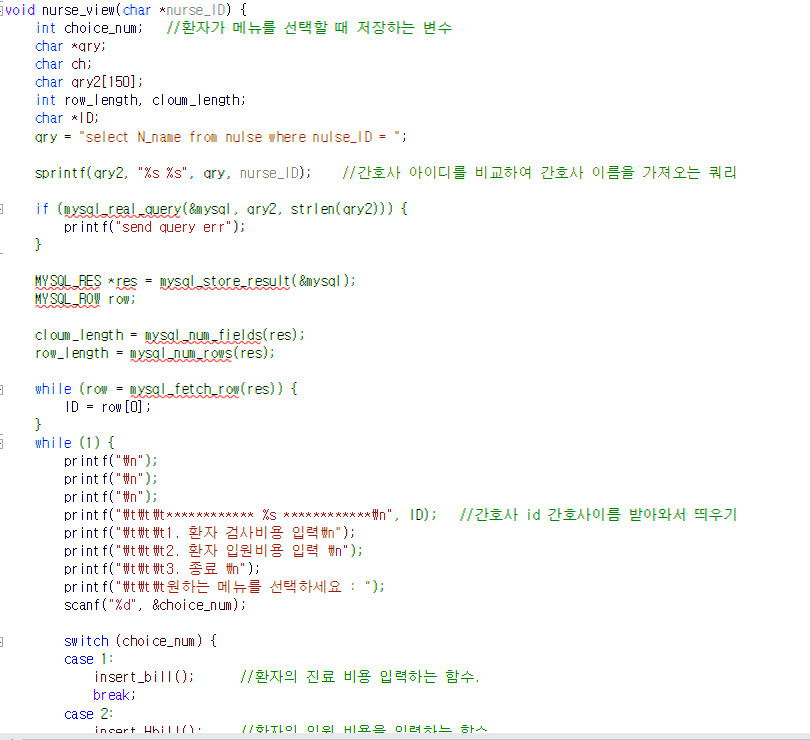 void nurse_view(char *nurse_ID) {
int choice_num; //환자가 메뉴를 선택할 때 저장하는 변수
char *qry;
char ch;
char qry2[150];
int row_length, cloum_length;
char *ID;
qry = "select N_name from nulse where nulse_ID = ";
sprintf(qry2, "%s %s", qry, nurse_ID); //간호사 아이디를 비교하여 간호사 이름을 가져오는 쿼리
if (mysql_real_query(&mysql, qry2, strlen(qry2))) {
printf("send query err");
}
MYSQL_RES *res = mysql_store_result(&mysql);
MYSQL_ROW row;
cloum_length = mysql_num_fields(res);
row_length = mysql_num_rows(res);
while (row = mysql_fetch_row(res)) {
ID = row[0];
}
while (1) {
printf("₩n");
printf("₩n");
printf("₩n");
printf("₩t₩t₩t************ %s ************₩n", ID); //간호사 id 간호사이름 받아와서 띄우기
printf("₩t₩t₩t1. 환자 검사비용 입력₩n");
printf("₩t₩t₩t2. 환자 입원비용 입력 ₩n");
printf("₩t₩t₩t3. 종료 ₩n");
printf("₩t₩t₩t원하는 메뉴를 선택하세요 : ");
scanf("%d", &choice_num);
switch (choice_num) {
case 1:
insert_bill(); //환자의 진료 비용 입력하는 함수.
break;
case 2:
insert_Hbill(); //환자의 입원 비용을 입력하는 함수